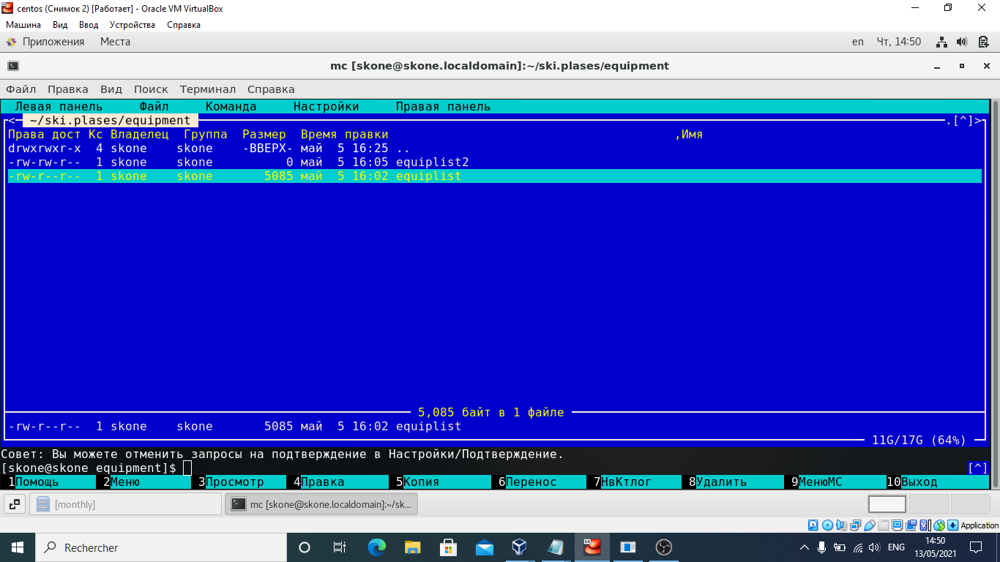 centos (Снимок 2) [Работает] - Oracle VM VirtualBox
Машина Вид Ввод Устройства Справка
Приложения Места en Чт, 14:50
mc [skone@skone.localdomain]:~/ski.plases/equipment
Файл Правка Вид Поиск Терминал Справка
Левая панель Файл Команда Настройки Правая панель
<- ~/ski.plases/equipment .[^]>
Права дост Кс Владелец Группа Размер Время правки ,Имя
drwxrwxr-x 4 skone skone -ВВЕРХ- май 5 16:25 ..
-rw-rw-r-- 1 skone skone 0 май 5 16:05 equiplist2
-rw-r--r-- 1 skone skone 5085 май 5 16:02 equiplist
5,085 байт в 1 файле
-rw-r--r-- 1 skone skone 5085 май 5 16:02 equiplist
11G/17G (64%)
Совет: Вы можете отменить запросы на подтверждение в Настройки/Подтверждение.
[skone@skone equipment]$ [^]
1Помощь 2Меню 3Просмотр 4Правка 5Копия 6Перенос 7НвКтлог 8Удалить 9МенюМС 10Выход
[monthly] mc [skone@skone.localdomain]:~/sk...
Application
Rechercher ENG 14:50
13/05/2021